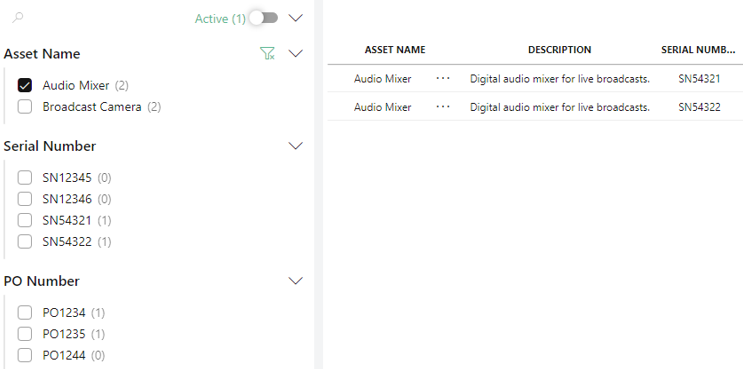 Active (1)
Asset Name
Audio Mixer (2)
Broadcast Camera (2)
Serial Number
SN12345 (0)
SN12346 (0)
SN54321 (1)
SN54322 (1)
PO Number
PO1234 (1)
PO1235 (1)
PO1244 (0)
ASSET NAME DESCRIPTION SERIAL NUMB...
Audio Mixer ... Digital audio mixer for live broadcasts. SN54321
Audio Mixer ... Digital audio mixer for live broadcasts. SN54322